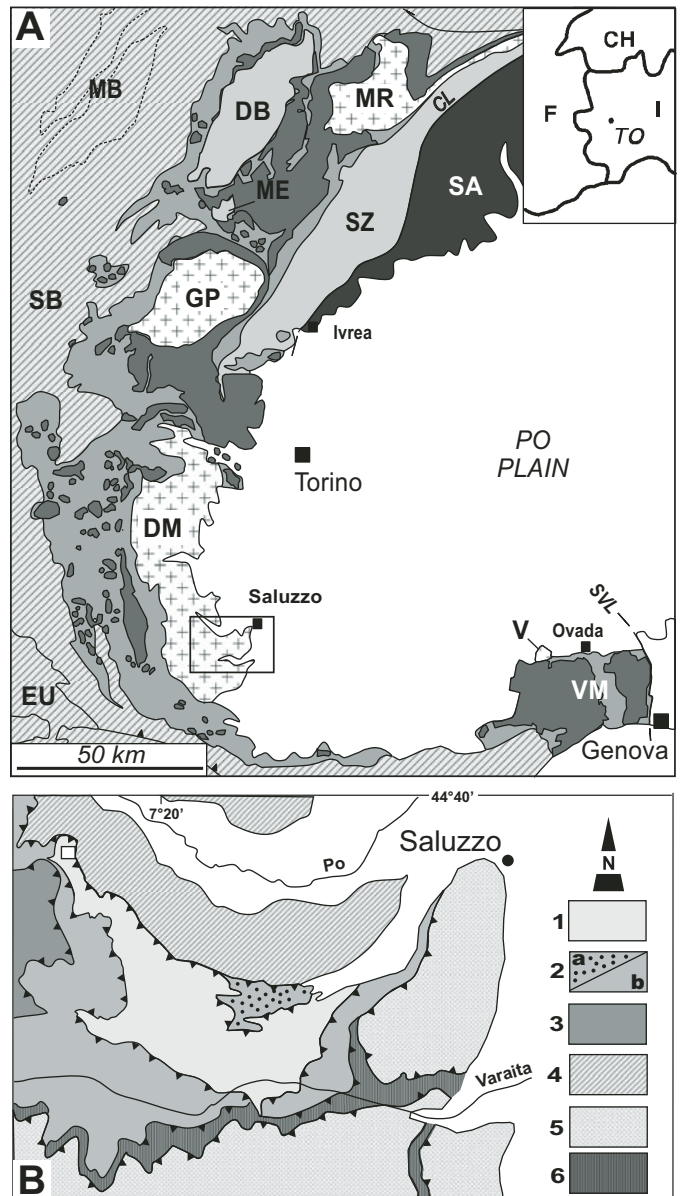 A
MB
DB
MR
CL
CH
F
I
TO
ME
SA
SZ
SB
GP
Ivrea
PO
PLAIN
Torino
DM
Saluzzo
SVL
V
Ovada
EU
VM
Genova
50 km
7°20'
44°40'
Po
Saluzzo
N
1
2
a
b
3
4
Varaita
5
6
B